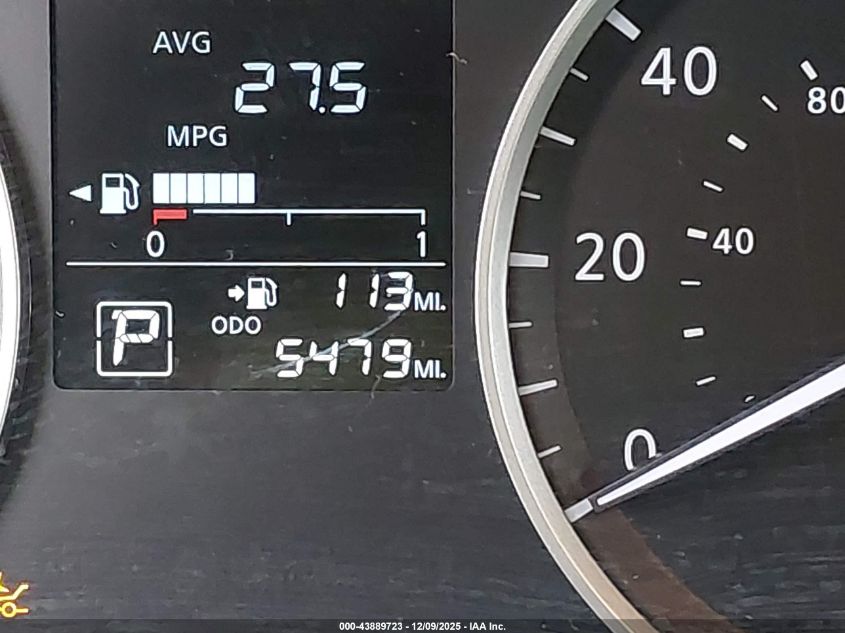 AVG
27.5
MPG
0 1
113 MI.
ODO
5479 MI.
P
40
20
0
80
40
000-43889723 - 12/09/2025 - IAA Inc.